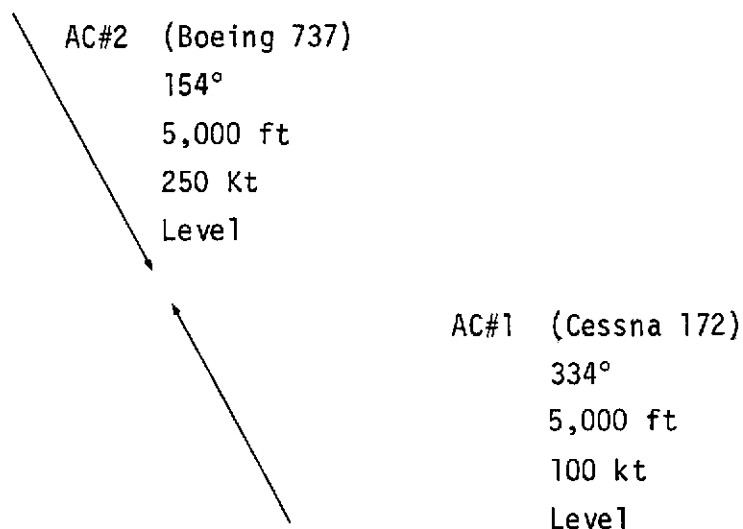 AC#2 (Boeing 737)
154°
5,000 ft
250 Kt
Level
AC#1 (Cessna 172)
334°
5,000 ft
100 kt
Level